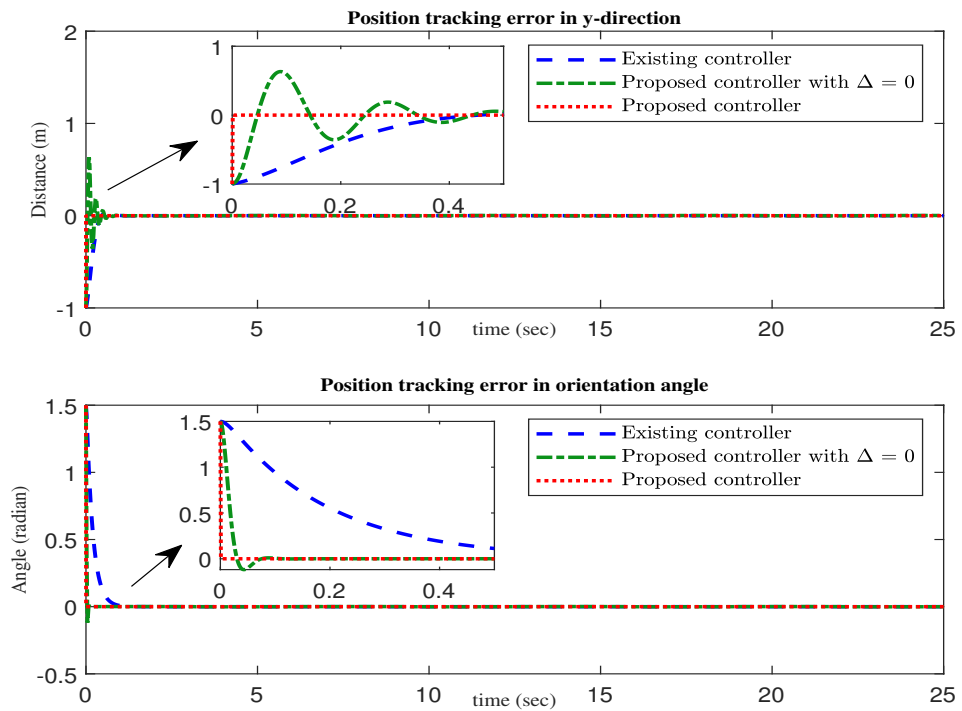 Position tracking error in y-direction
2
1
0
-1
Distance (m)
1
0
-1
0
0.2
0.4
Existing controller
Proposed controller with Δ = 0
Proposed controller
0
5
10
15
20
25
time (sec)
Position tracking error in orientation angle
1.5
1
0.5
0
-0.5
Angle (radian)
1.5
1
0.5
0
0
0.2
0.4
Existing controller
Proposed controller with Δ = 0
Proposed controller
0
5
10
15
20
25
time (sec)